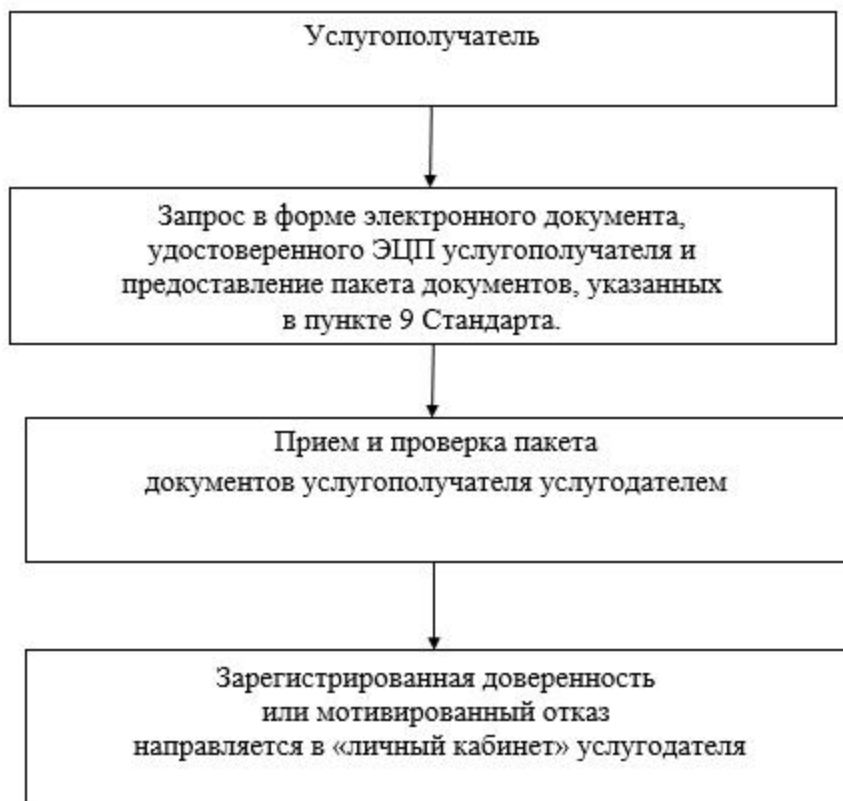 Услугополучатель
Запрос в форме электронного документа,
удостоверенного ЭЦП услугополучателя и
предоставление пакета документов, указанных
в пункте 9 Стандарта.
Прием и проверка пакета
документов услугополучателя услугодателем
Зарегистрированная доверенность
или мотивированный отказ
направляется в «личный кабинет» услугодателя